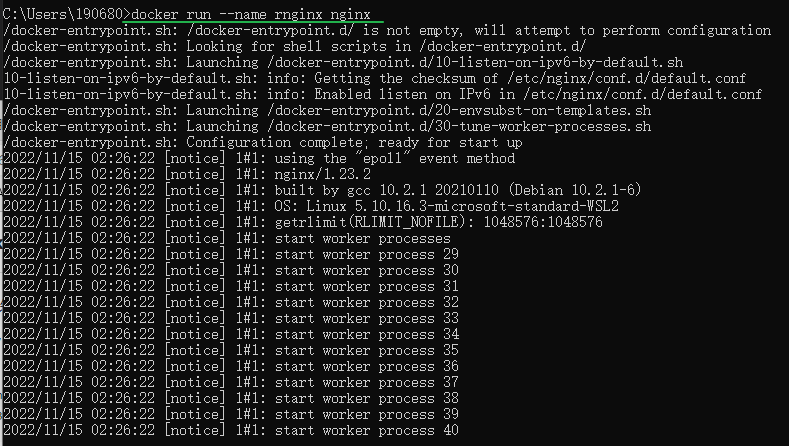 C:\Users\190680>docker run --name rnginx nginx
/docker-entrypoint.sh: /docker-entrypoint.d/ is not empty, will attempt to perform configuration
/docker-entrypoint.sh: Looking for shell scripts in /docker-entrypoint.d/
/docker-entrypoint.sh: Launching /docker-entrypoint.d/10-listen-on-ipv6-by-default.sh
10-listen-on-ipv6-by-default.sh: info: Getting the checksum of /etc/nginx/conf.d/default.conf
10-listen-on-ipv6-by-default.sh: info: Enabled listen on IPv6 in /etc/nginx/conf.d/default.conf
/docker-entrypoint.sh: Launching /docker-entrypoint.d/20-envsubst-on-templates.sh
/docker-entrypoint.sh: Launching /docker-entrypoint.d/30-tune-worker-processes.sh
/docker-entrypoint.sh: Configuration complete; ready for start up
2022/11/15 02:26:22 [notice] 1#1: using the "epoll" event method
2022/11/15 02:26:22 [notice] 1#1: nginx/1.23.2
2022/11/15 02:26:22 [notice] 1#1: built by gcc 10.2.1 20210110 (Debian 10.2.1-6)
2022/11/15 02:26:22 [notice] 1#1: OS: Linux 5.10.16.3-microsoft-standard-WSL2
2022/11/15 02:26:22 [notice] 1#1: getrlimit(RLIMIT_NOFILE): 1048576:1048576
2022/11/15 02:26:22 [notice] 1#1: start worker processes
2022/11/15 02:26:22 [notice] 1#1: start worker process 29
2022/11/15 02:26:22 [notice] 1#1: start worker process 30
2022/11/15 02:26:22 [notice] 1#1: start worker process 31
2022/11/15 02:26:22 [notice] 1#1: start worker process 32
2022/11/15 02:26:22 [notice] 1#1: start worker process 33
2022/11/15 02:26:22 [notice] 1#1: start worker process 34
2022/11/15 02:26:22 [notice] 1#1: start worker process 35
2022/11/15 02:26:22 [notice] 1#1: start worker process 36
2022/11/15 02:26:22 [notice] 1#1: start worker process 37
2022/11/15 02:26:22 [notice] 1#1: start worker process 38
2022/11/15 02:26:22 [notice] 1#1: start worker process 39
2022/11/15 02:26:22 [notice] 1#1: start worker process 40